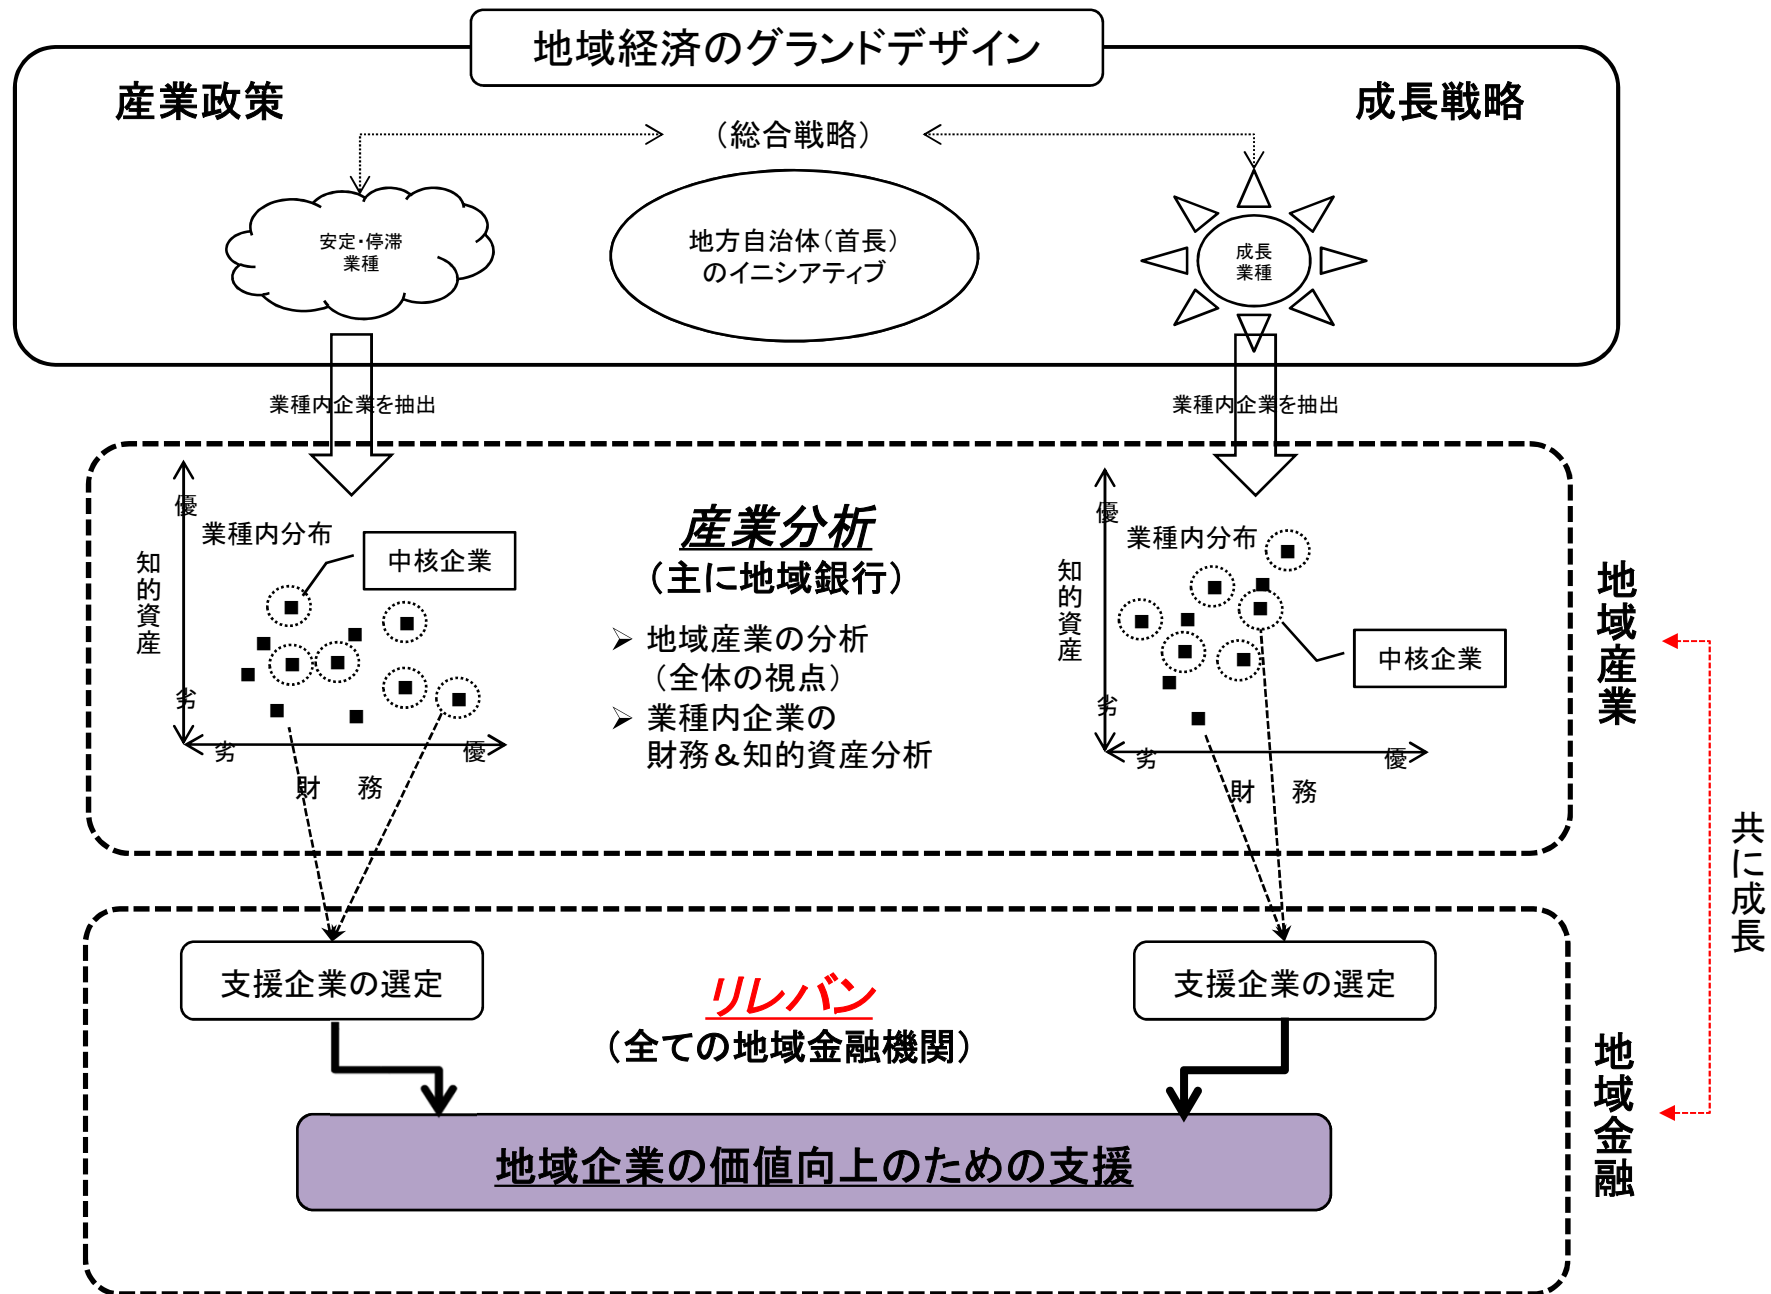 地域経済のグランドデザイン
産業政策
成長戦略
（総合戦略）
安定・停滞
業種
地方自治体（首長）
のイニシアティブ
成長
業種
業種内企業を抽出
業種内企業を抽出
優
業種内分布
中核企業
知的資産
劣
劣
優
財 務
産業分析
（主に地域銀行）
➢ 地域産業の分析
（全体の視点）
➢ 業種内企業の
財務＆知的資産分析
優
業種内分布
知的資産
中核企業
劣
劣
優
財 務
地域産業
共に成長
支援企業の選定
リレバン
（全ての地域金融機関）
支援企業の選定
地域企業の価値向上のための支援
地域金融